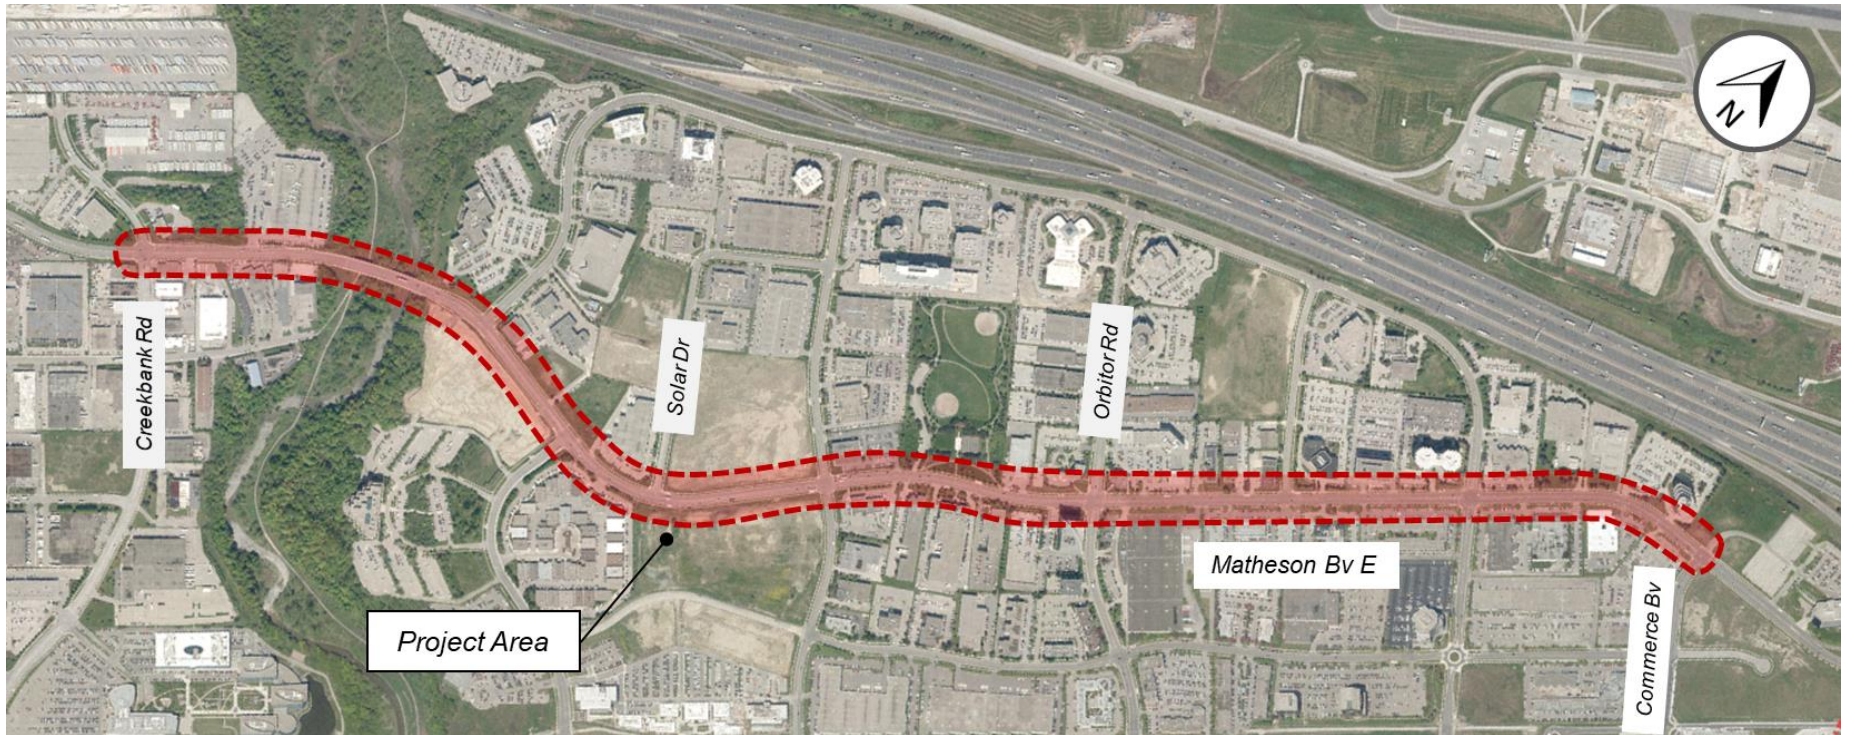 N
Creekbank Rd
Solar Dr
Orbitor Rd
Matheson Bv E
Project Area
Commerce Bv